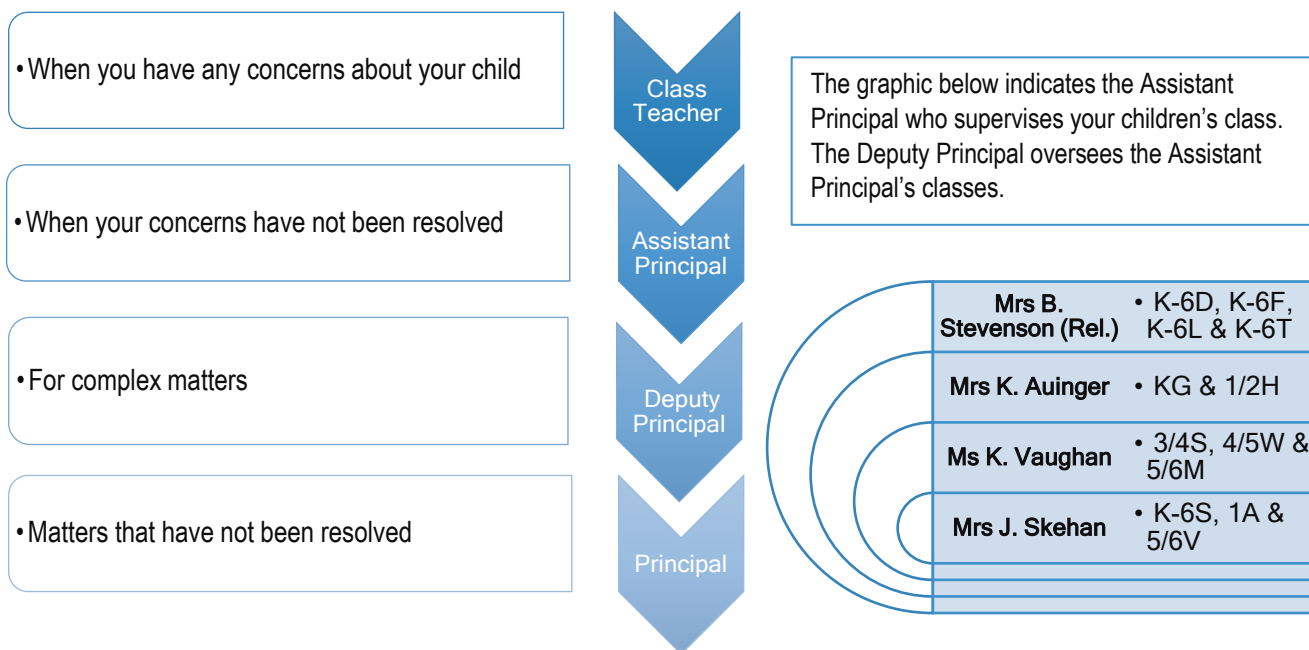 • When you have any concerns about your child
Class
Teacher
• When your concerns have not been resolved
Assistant
Principal
• For complex matters
Deputy
Principal
• Matters that have not been resolved
Principal
The graphic below indicates the Assistant
Principal who supervises your children’s class.
The Deputy Principal oversees the Assistant
Principal’s classes.
Mrs B.
Stevenson (Rel.)
• K-6D, K-6F,
K-6L & K-6T
Mrs K. Auinger
• KG & 1/2H
Ms K. Vaughan
• 3/4S, 4/5W &
5/6M
Mrs J. Skehan
• K-6S, 1A &
5/6V